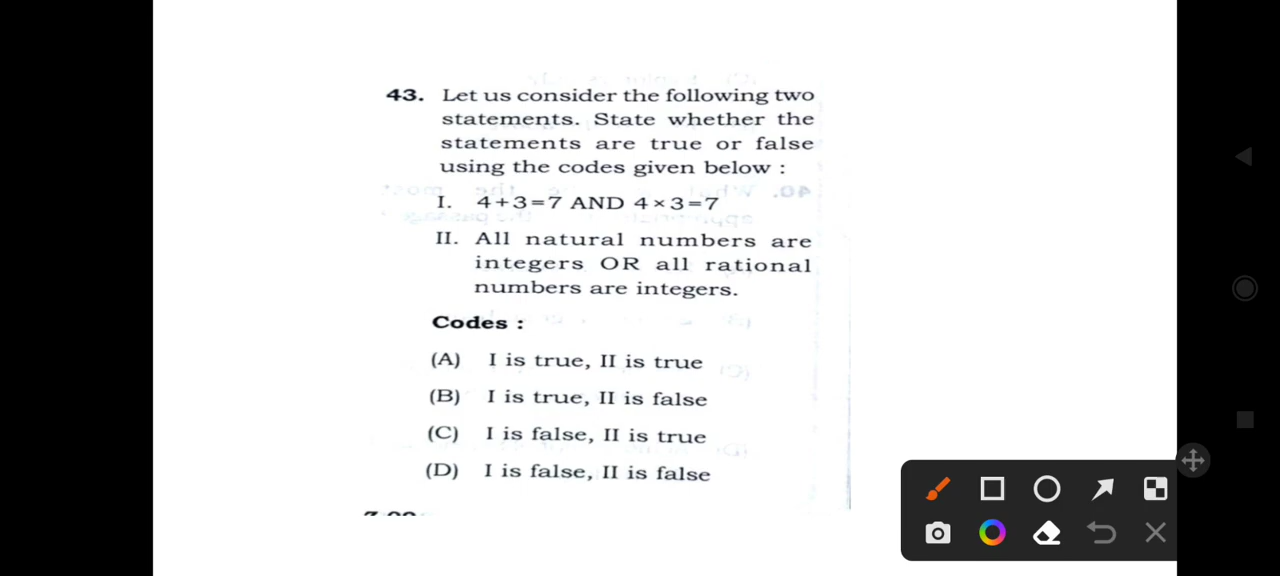 43. Let us consider the following two
statements. State whether the
statements are true or false
using the codes given below :
I. 4+3=7 AND 4×3=7
II. All natural numbers are
integers OR all rational
numbers are integers.
Codes :
(A) I is true, II is true
(B) I is true, II is false
(C) I is false, II is true
(D) I is false, II is false